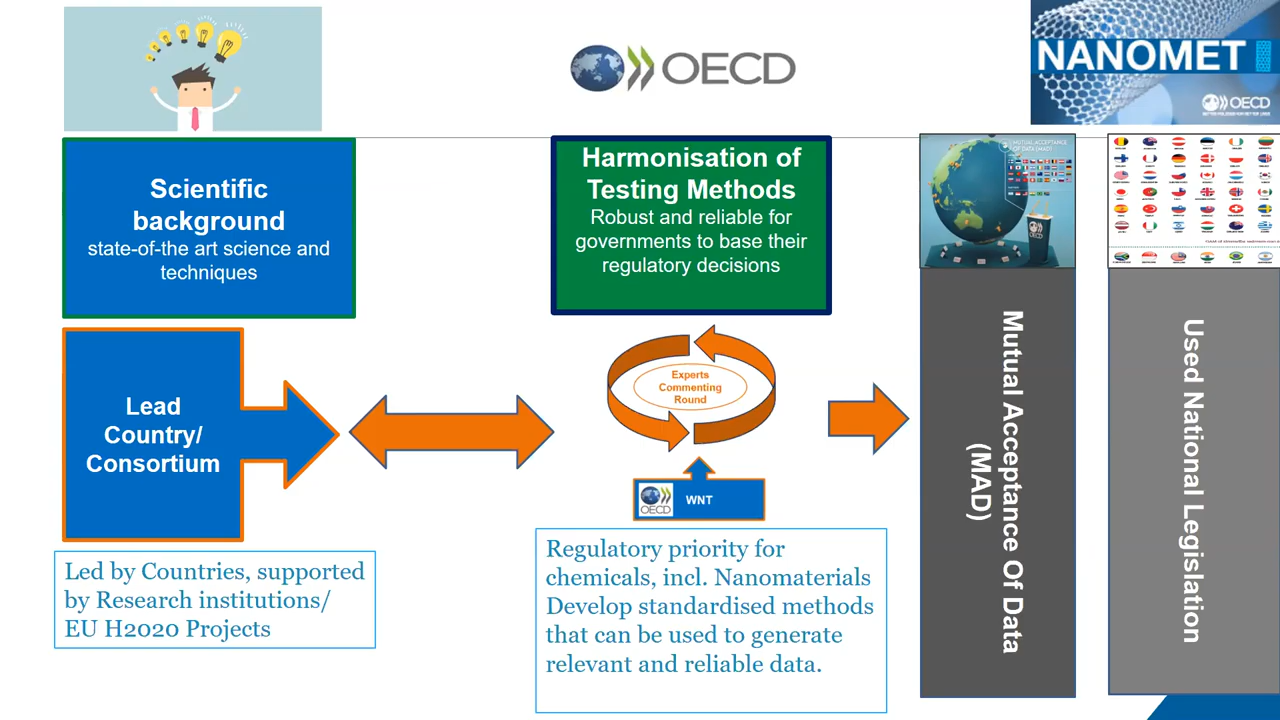 OECD
NANOMET
OECD
Scientific
background
state-of-the art science and
techniques
Harmonisation of
Testing Methods
Robust and reliable for
governments to base their
regulatory decisions
MUTUAL ACCEPTANCE
OF DATA (MAD)
OECD
Lead
Country/
Consortium
Experts
Commenting
Round
OECD
WNT
Led by Countries, supported
by Research institutions/
EU H2020 Projects
Regulatory priority for
chemicals, incl. Nanomaterials
Develop standardised methods
that can be used to generate
relevant and reliable data.
Mutual Acceptance Of Data
(MAD)
Used National Legislation